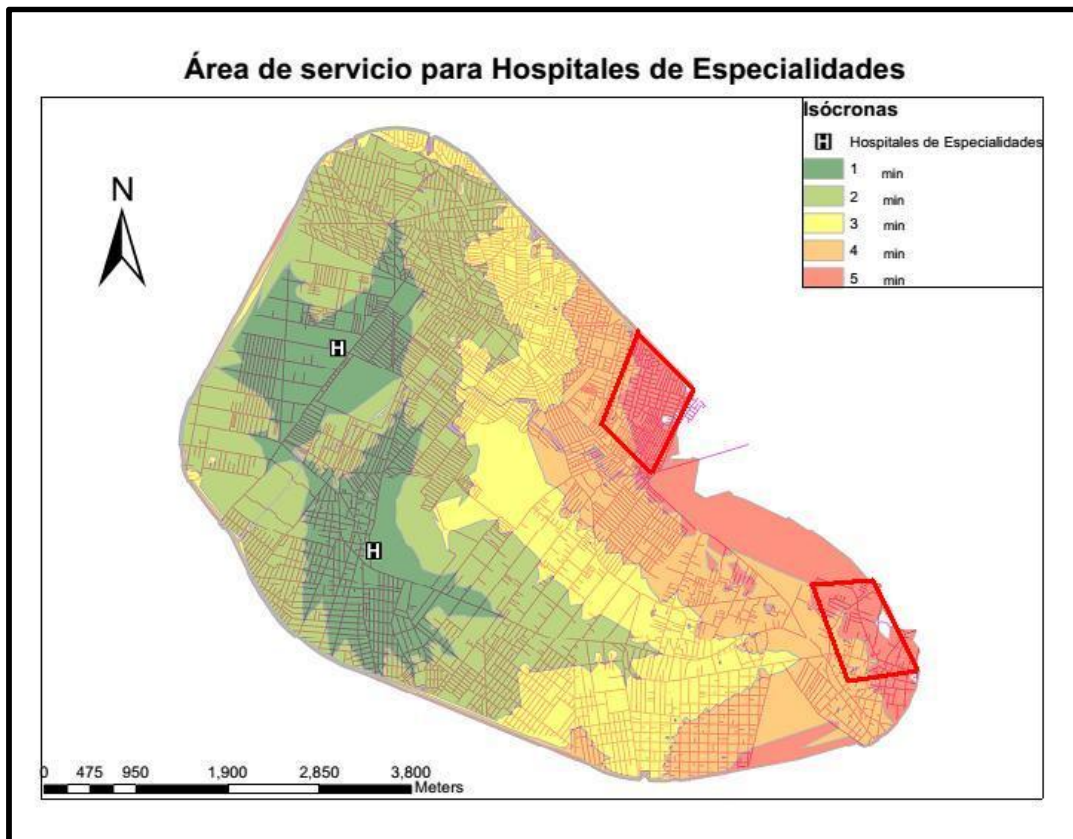 Área de servicio para Hospitales de Especialidades
Isócronas
H Hospitales de Especialidades
1 min
2 min
3 min
4 min
5 min
N
H
H
0 475 950 1,900 2,850 3,800
Meters